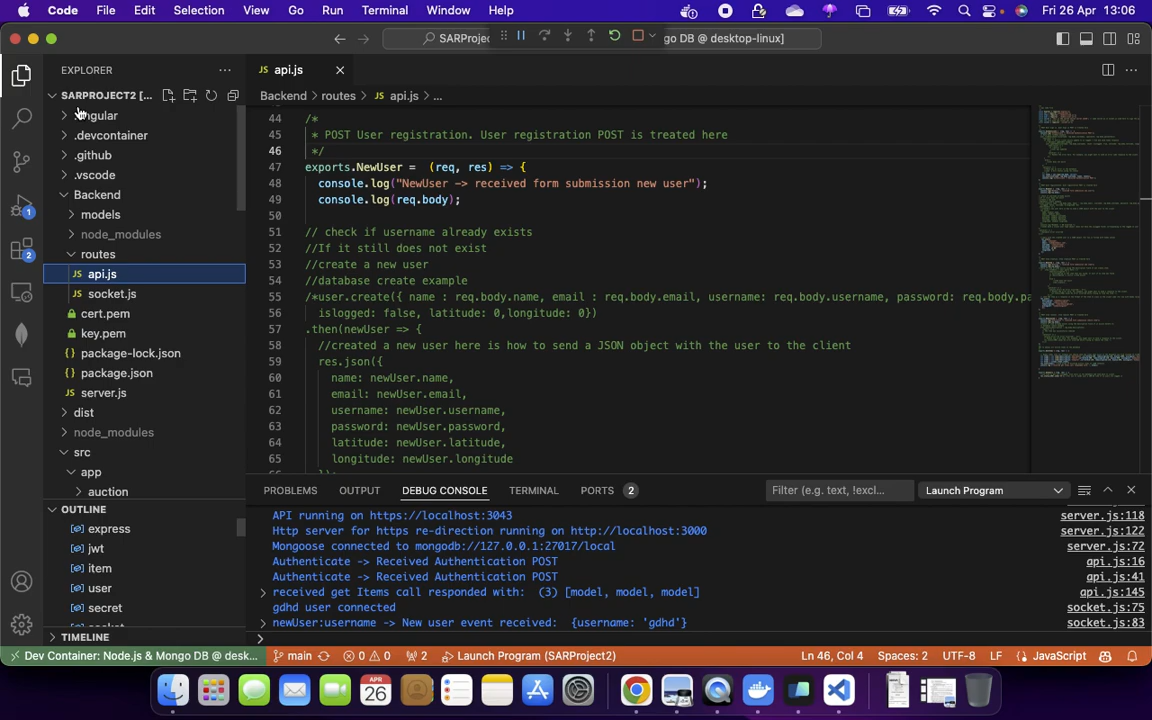 Code File Edit Selection View Go Run Terminal Window Help Fri 26 Apr 13:06
SARProjec go DB @ desktop-linux]
EXPLORER
SARPROJECT2 [...
.devcontainer
.github
.vscode
Backend
models
node_modules
routes
JS api.js
JS socket.js
cert.pem
key.pem
{} package-lock.json
{} package.json
JS server.js
dist
node_modules
src
app
auction
OUTLINE
express
jwt
item
user
secret
TIMELINE
JS api.js
Backend > routes > JS api.js > ...
44 /*
45 * POST User registration. User registration POST is treated here
46 */
47 exports.NewUser = (req, res) => {
48 console.log("NewUser -> received form submission new user");
49 console.log(req.body);
50
51 // check if username already exists
52 //If it still does not exist
53 //create a new user
54 //database create example
55 /*user.create({ name : req.body.name, email : req.body.email, username: req.body.username, password: req.body.pa
56 islogged: false, latitude: 0,longitude: 0})
57 .then(newUser => {
58 //created a new user here is how to send a JSON object with the user to the client
59 res.json({
60 name: newUser.name,
61 email: newUser.email,
62 username: newUser.username,
63 password: newUser.password,
64 latitude: newUser.latitude,
65 longitude: newUser.longitude
PROBLEMS OUTPUT DEBUG CONSOLE TERMINAL PORTS 2 Filter (e.g. text, !excl... Launch Program
API running on https://localhost:3043 server.js:118
Http server for https re-direction running on http://localhost:3000 server.js:122
Mongoose connected to mongodb://127.0.0.1:27017/local server.js:72
Authenticate -> Received Authentication POST api.js:16
Authenticate -> Received Authentication POST api.js:41
> received get Items call responded with: (3) [model, model, model] api.js:145
gdhd user connected socket.js:75
> newUser:username -> New user event received: {username: 'gdhd'} socket.js:83
>
Dev Container: Node.js & Mongo DB @ desk... main 0 0 2 Launch Program (SARProject2) Ln 46, Col 4 Spaces: 2 UTF-8 LF {} JavaScript
1
2
APR
26